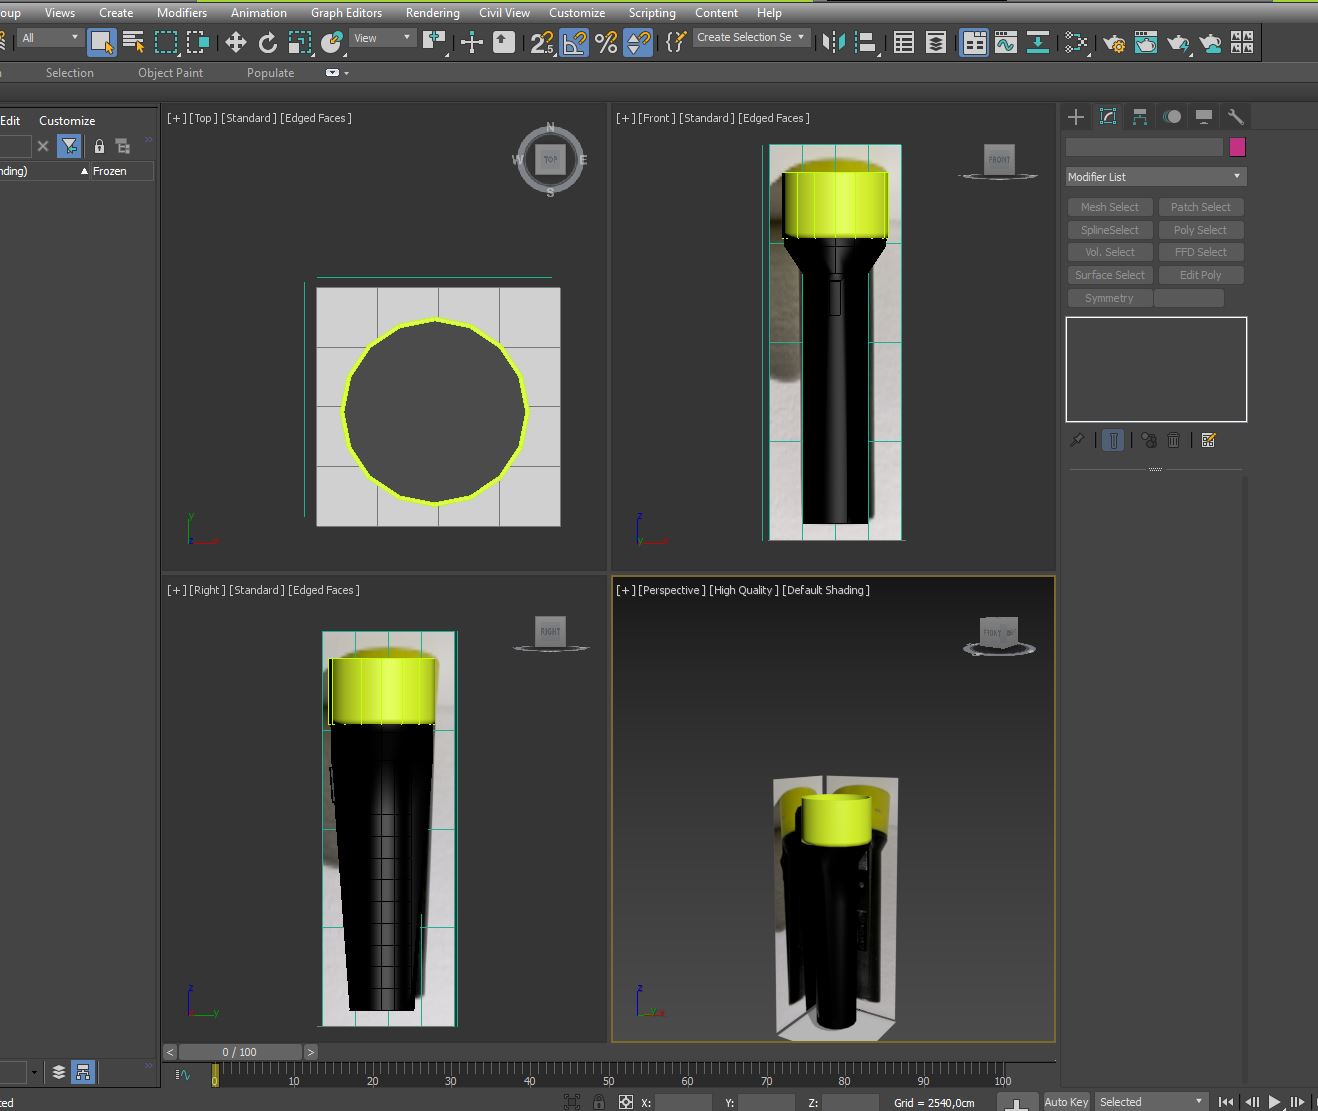 oup Views Create Modifiers Animation Graph Editors Rendering Civil View Customize Scripting Content Help
All View 2.5 Create Selection Se
Selection Object Paint Populate
Edit Customize
nding) Frozen
[+] [Top ] [Standard ] [Edged Faces ]
N
W TOP E
S
y
z x
[+] [Front ] [Standard ] [Edged Faces ]
FRONT
z
y x
Modifier List
Mesh Select Patch Select
SplineSelect Poly Select
Vol. Select FFD Select
Surface Select Edit Poly
Symmetry
[+] [Right ] [Standard ] [Edged Faces ]
RIGHT
z
x y
[+] [Perspective ] [High Quality ] [Default Shading ]
FRONT
z
y x
< 0 / 100 >
0 10 20 30 40 50 60 70 80 90 100
ted X: Y: Z: Grid = 2540,0cm Auto Key Selected